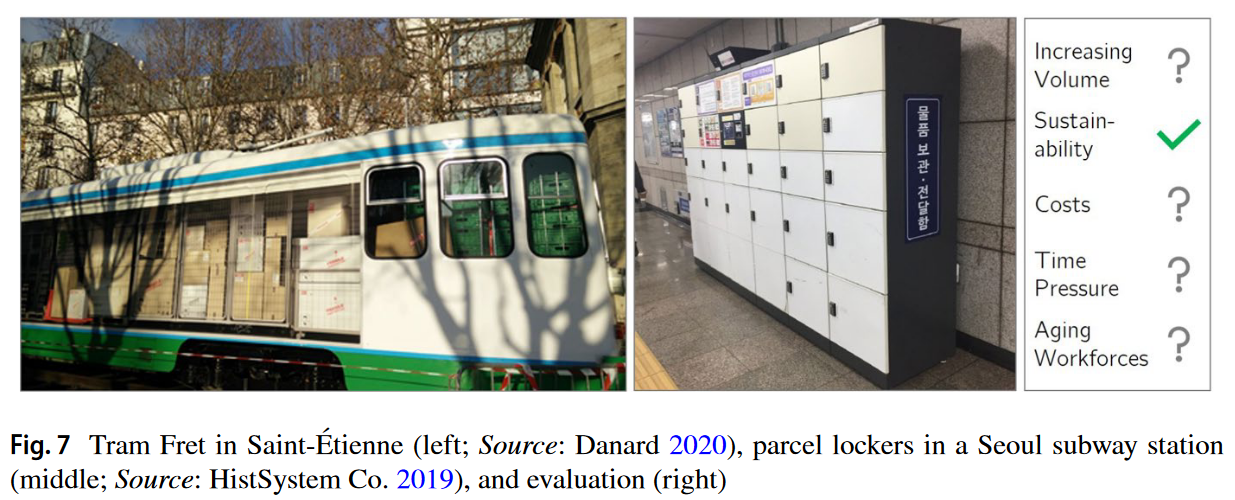 물품 보관·전달함
Increasing
Volume
?
Sustain-
ability
Costs
?
Time
Pressure
?
Aging
Workforces
?
Fig. 7 Tram Fret in Saint-Étienne (left; Source: Danard 2020), parcel lockers in a Seoul subway station
(middle; Source: HistSystem Co. 2019), and evaluation (right)